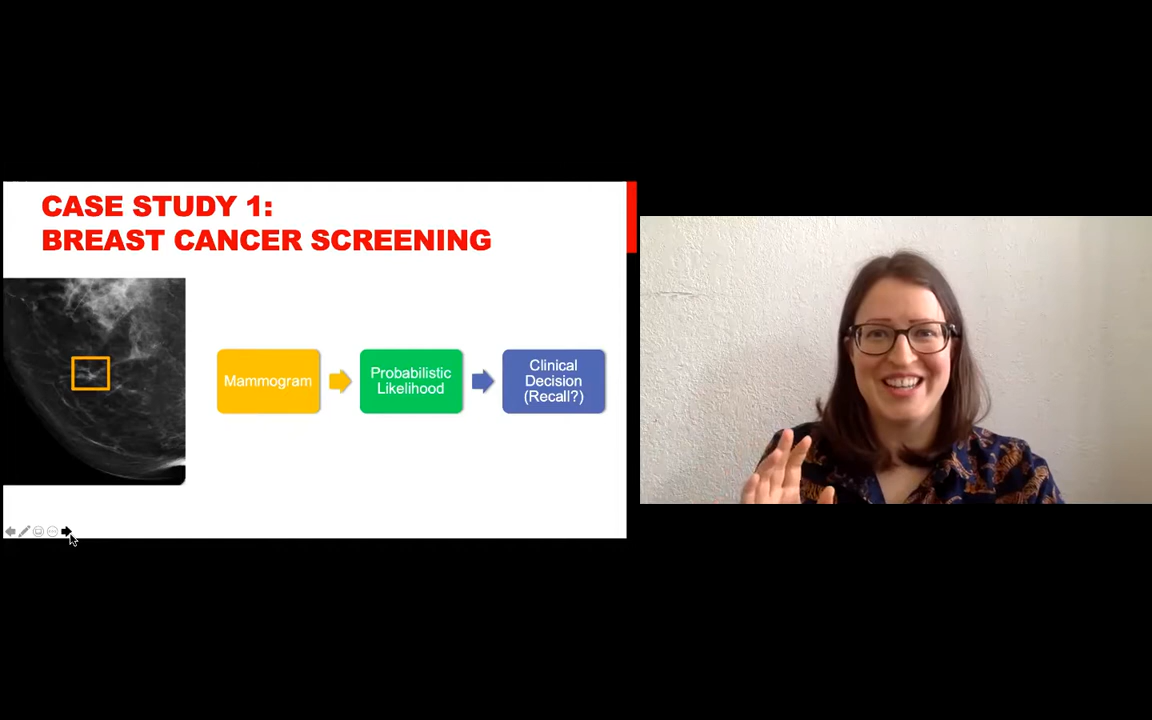 CASE STUDY 1:
BREAST CANCER SCREENING
Mammogram
Probabilistic
Likelihood
Clinical
Decision
(Recall?)